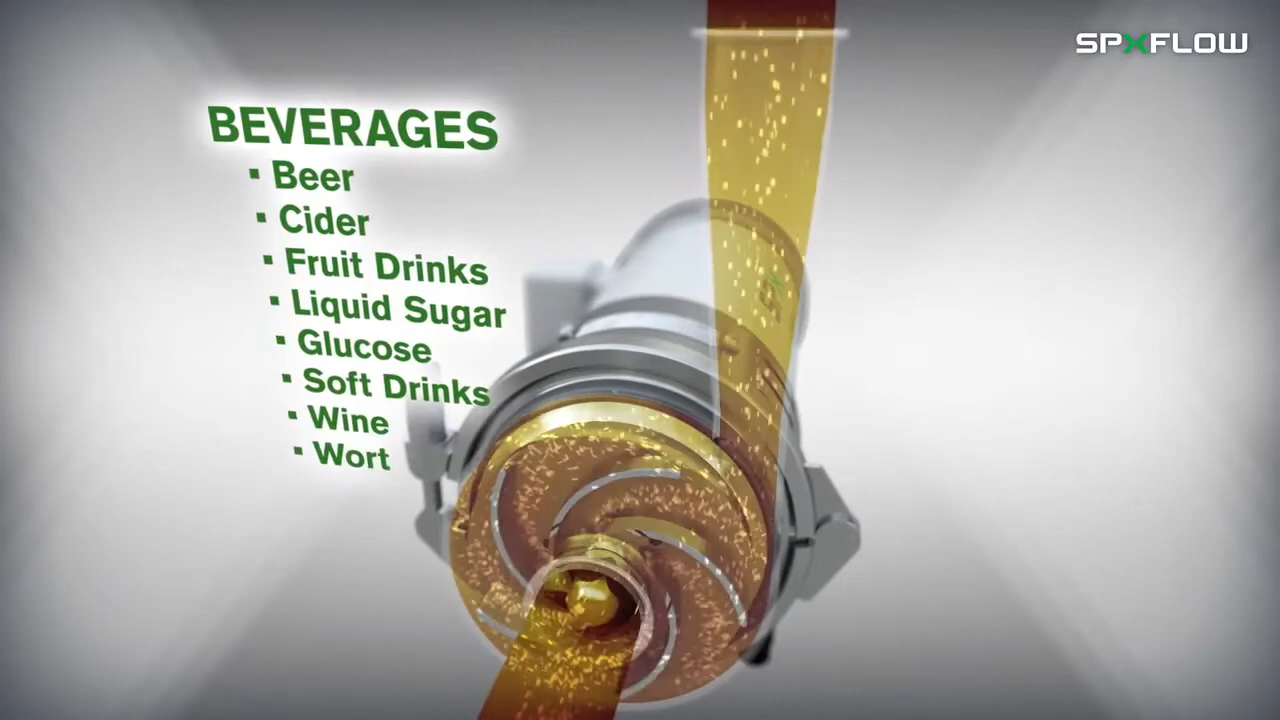 SPXFLOW
BEVERAGES
▪ Beer
▪ Cider
▪ Fruit Drinks
▪ Liquid Sugar
▪ Glucose
▪ Soft Drinks
▪ Wine
▪ Wort